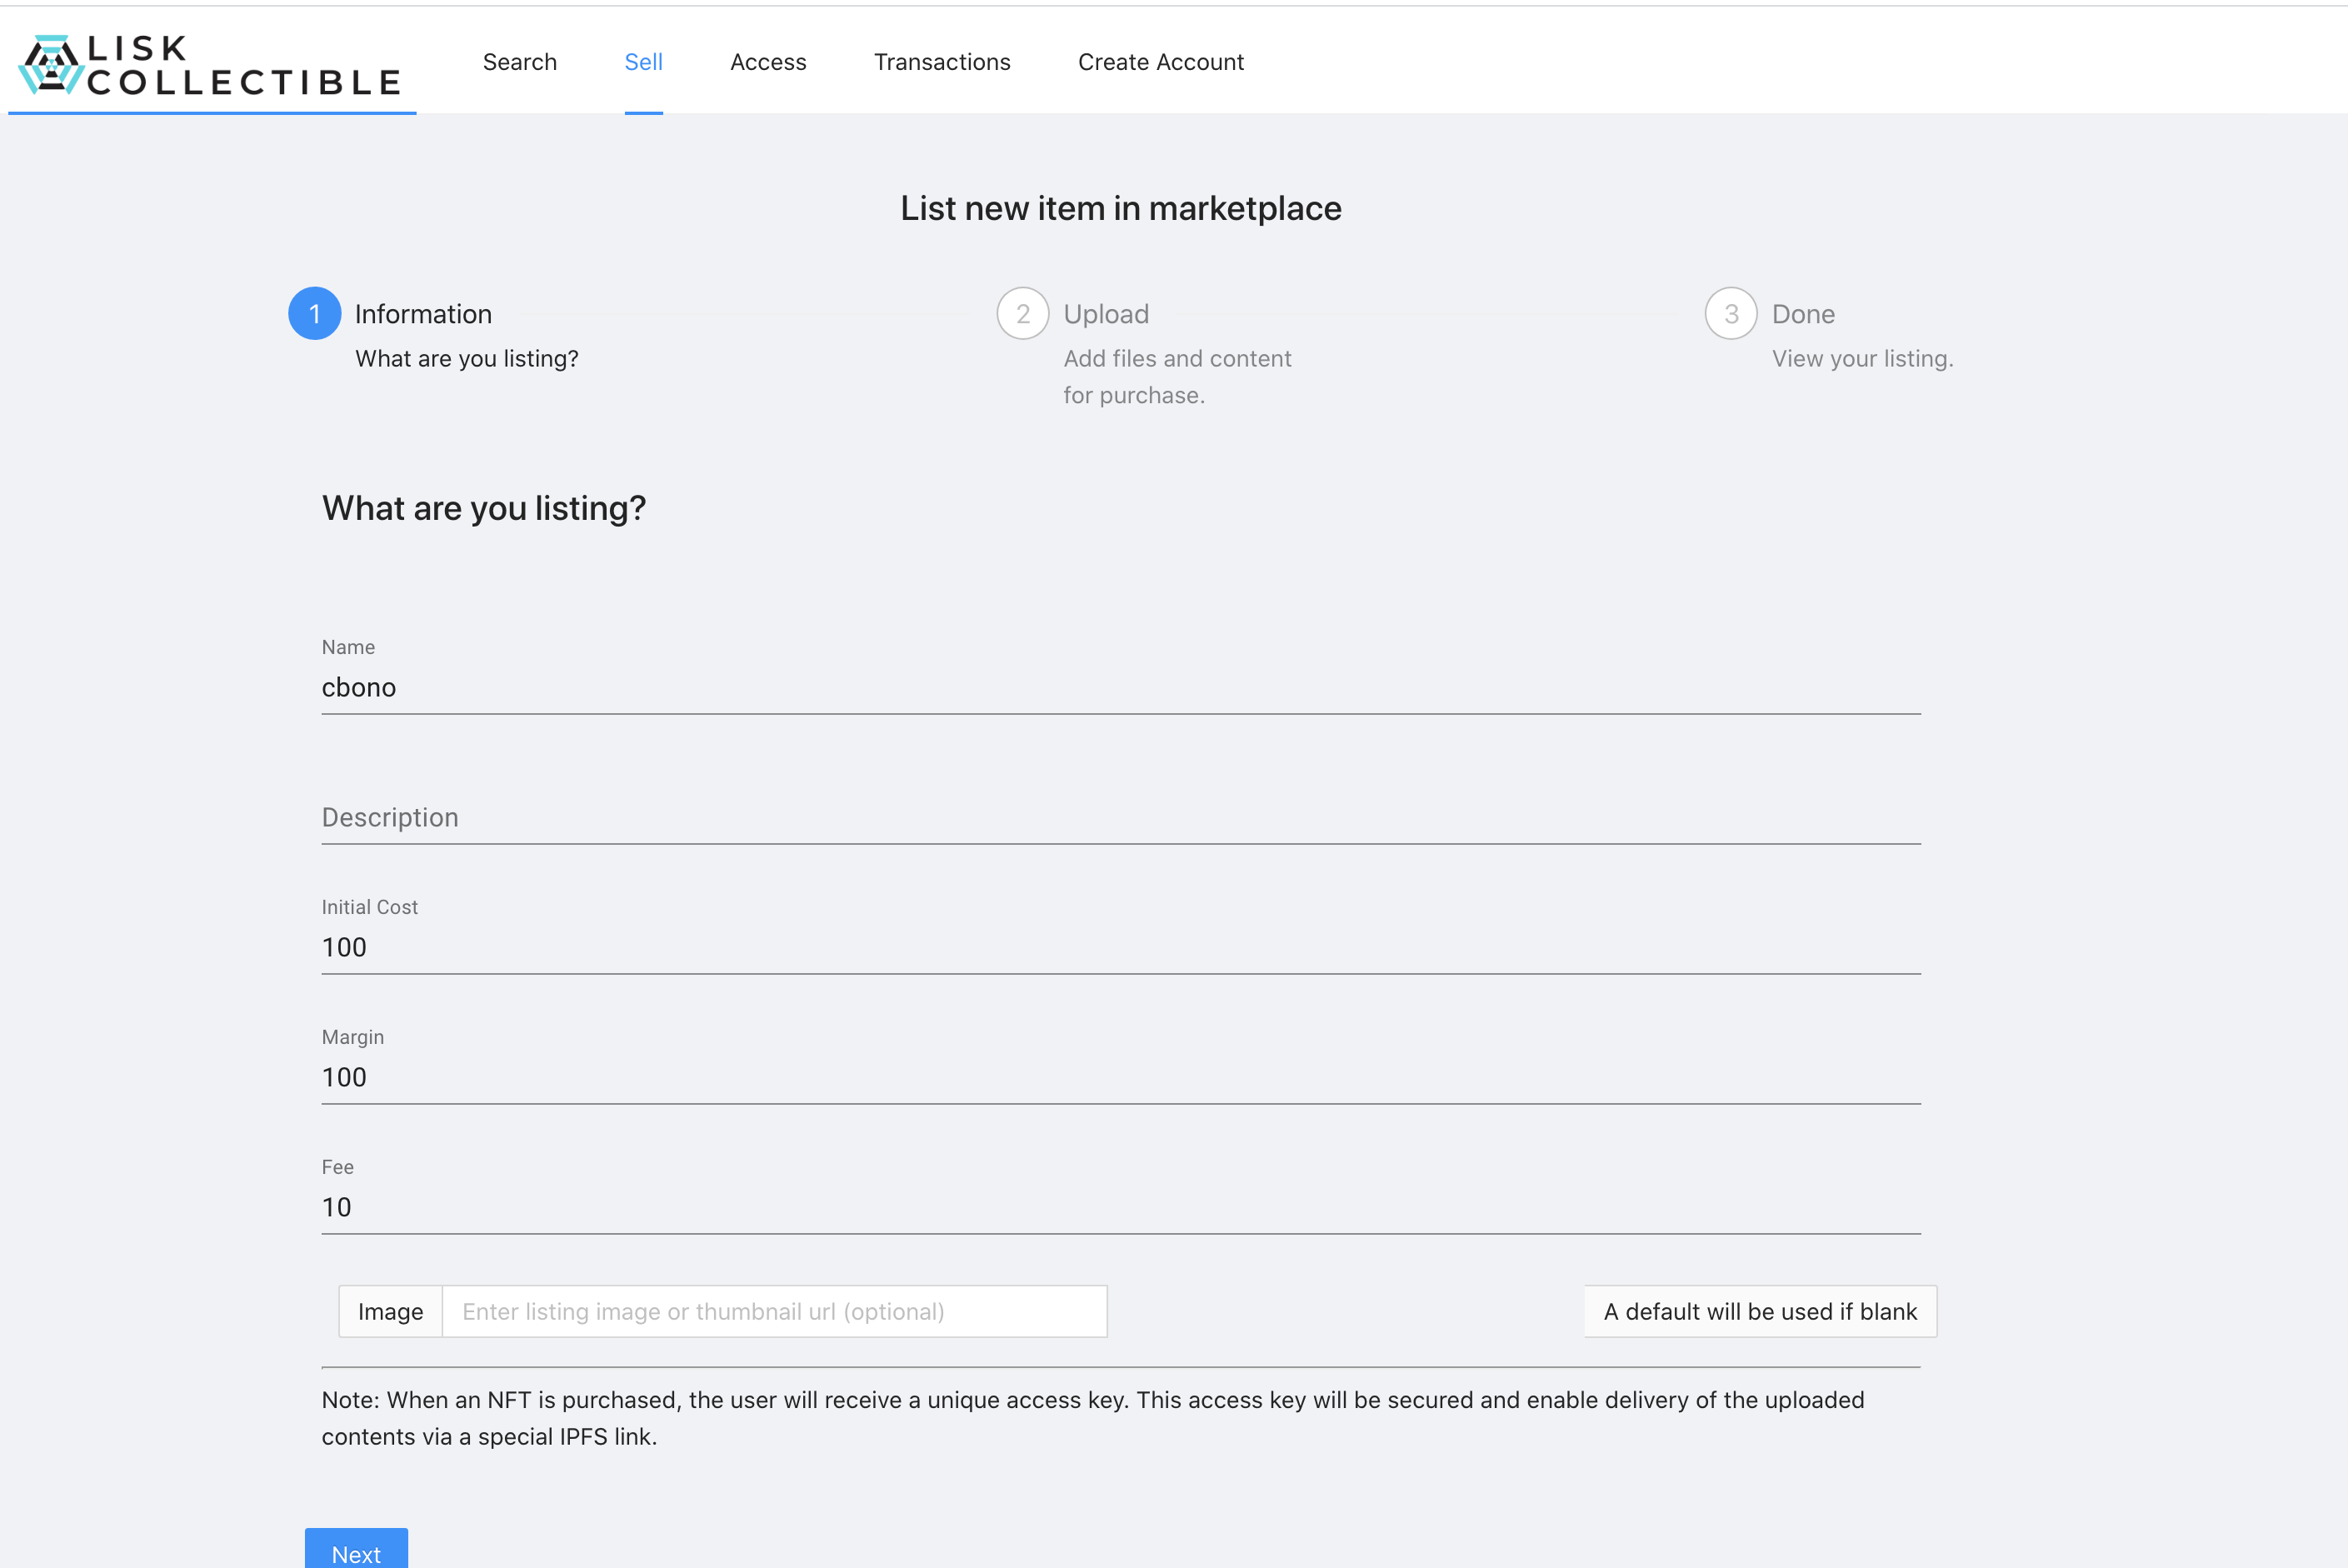 LISK
COLLECTIBLE
Search
Sell
Access
Transactions
Create Account
List new item in marketplace
1
Information
What are you listing?
2
Upload
Add files and content
for purchase.
3
Done
View your listing.
What are you listing?
Name
cbono
Description
Initial Cost
100
Margin
100
Fee
10
Image
Enter listing image or thumbnail url (optional)
A default will be used if blank
Note: When an NFT is purchased, the user will receive a unique access key. This access key will be secured and enable delivery of the uploaded
contents via a special IPFS link.
Next